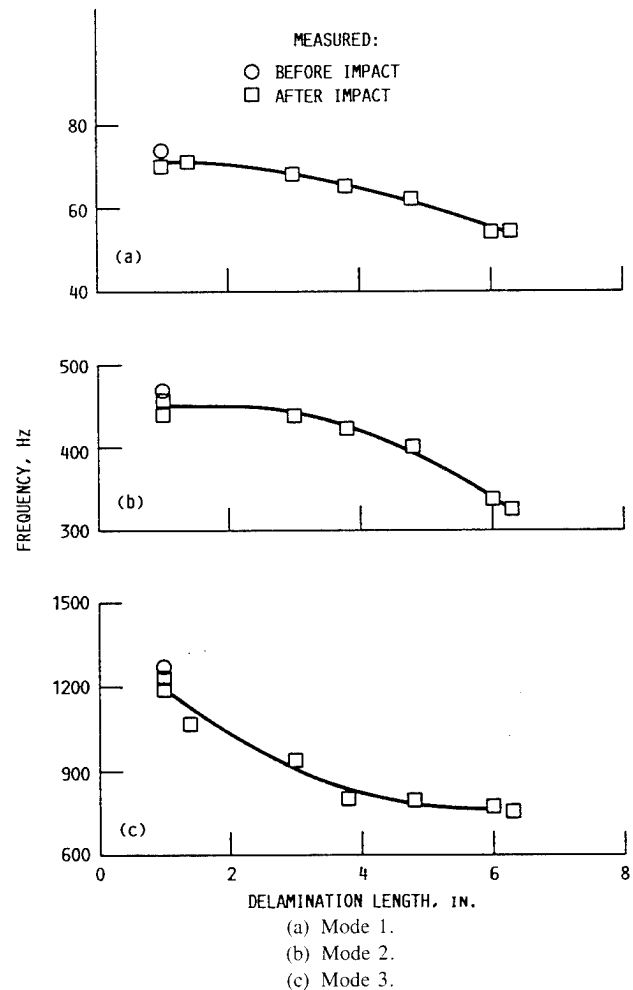 MEASURED:
BEFORE IMPACT
AFTER IMPACT
80
60
40
(a)
500
400
300
(b)
FREQUENCY, Hz
1500
1200
900
600
(c)
0 2 4 6 8
DELAMINATION LENGTH, IN.
(a) Mode 1.
(b) Mode 2.
(c) Mode 3.